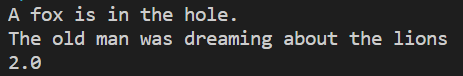 A fox is in the hole.
The old man was dreaming about the lions
2.0